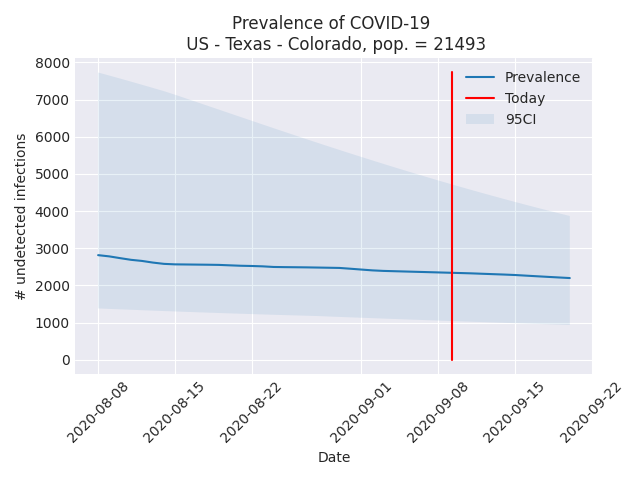 Prevalence of COVID-19
US - Texas - Colorado, pop. = 21493
8000
7000
6000
5000
4000
3000
2000
1000
0
# undetected infections
Prevalence
Today
95CI
2020-08-08
2020-08-15
2020-08-22
2020-09-01
2020-09-08
2020-09-15
2020-09-22
Date